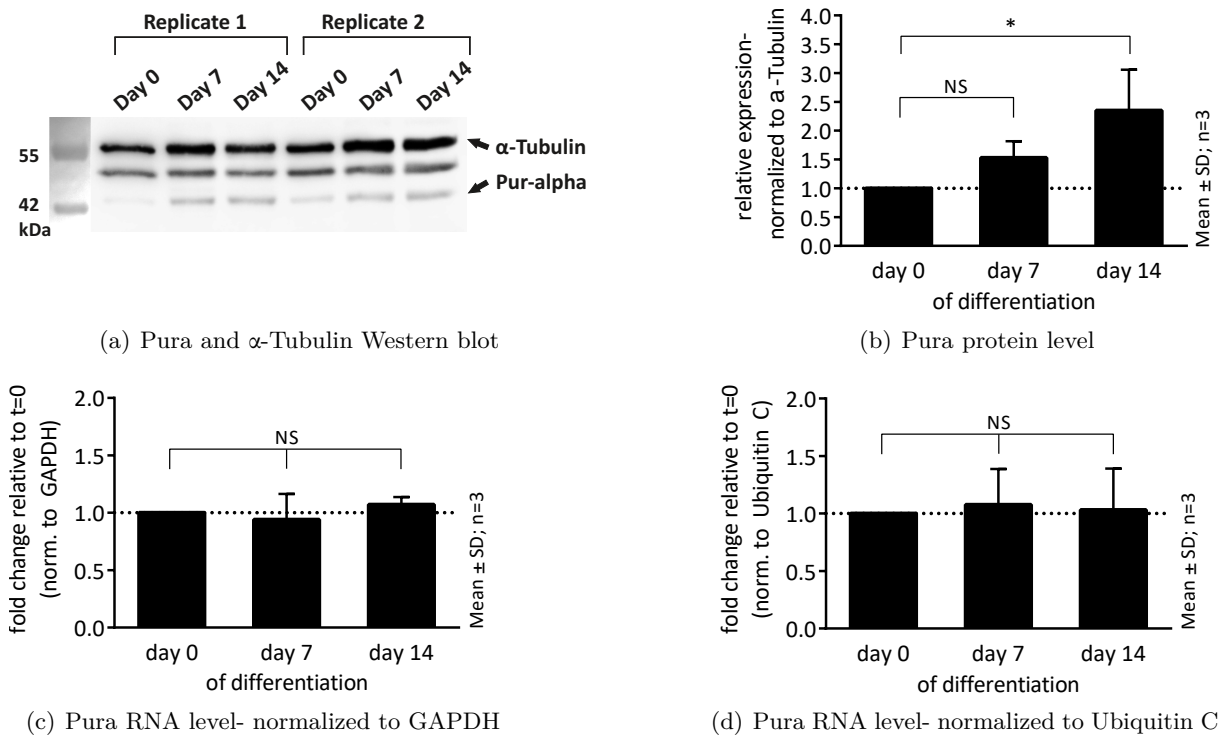 Replicate 1
Replicate 2
Day 0
Day 7
Day 14
Day 0
Day 7
Day 14
55
42
kDa
α-Tubulin
Pur-alpha
(a) Pura and α-Tubulin Western blot
relative expression-
normalized to α-Tubulin
4.0
3.5
3.0
2.5
2.0
1.5
1.0
0.5
0.0
*
NS
day 0
day 7
day 14
of differentiation
Mean ± SD; n=3
(b) Pura protein level
fold change relative to t=0
(norm. to GAPDH)
2.0
1.5
1.0
0.5
0.0
NS
day 0
day 7
day 14
of differentiation
Mean ± SD; n=3
(c) Pura RNA level- normalized to GAPDH
fold change relative to t=0
(norm. to Ubiquitin C)
2.0
1.5
1.0
0.5
0.0
NS
day 0
day 7
day 14
of differentiation
Mean ± SD; n=3
(d) Pura RNA level- normalized to Ubiquitin C